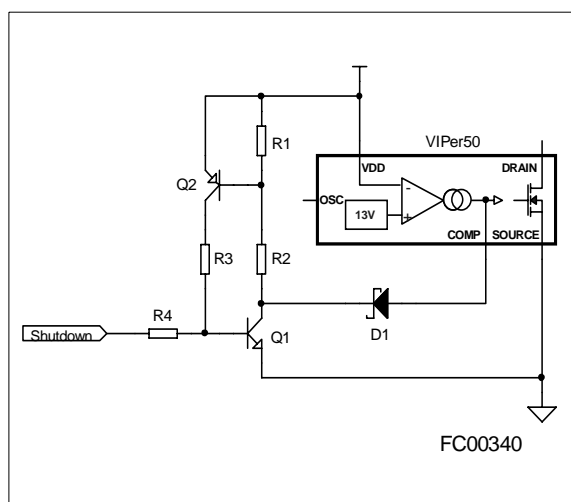 VIPer50
R1
VDD
DRAIN
Q2
OSC
-
13V
+
COMP
SOURCE
R3
R2
R4
Shutdown
Q1
D1
FC00340